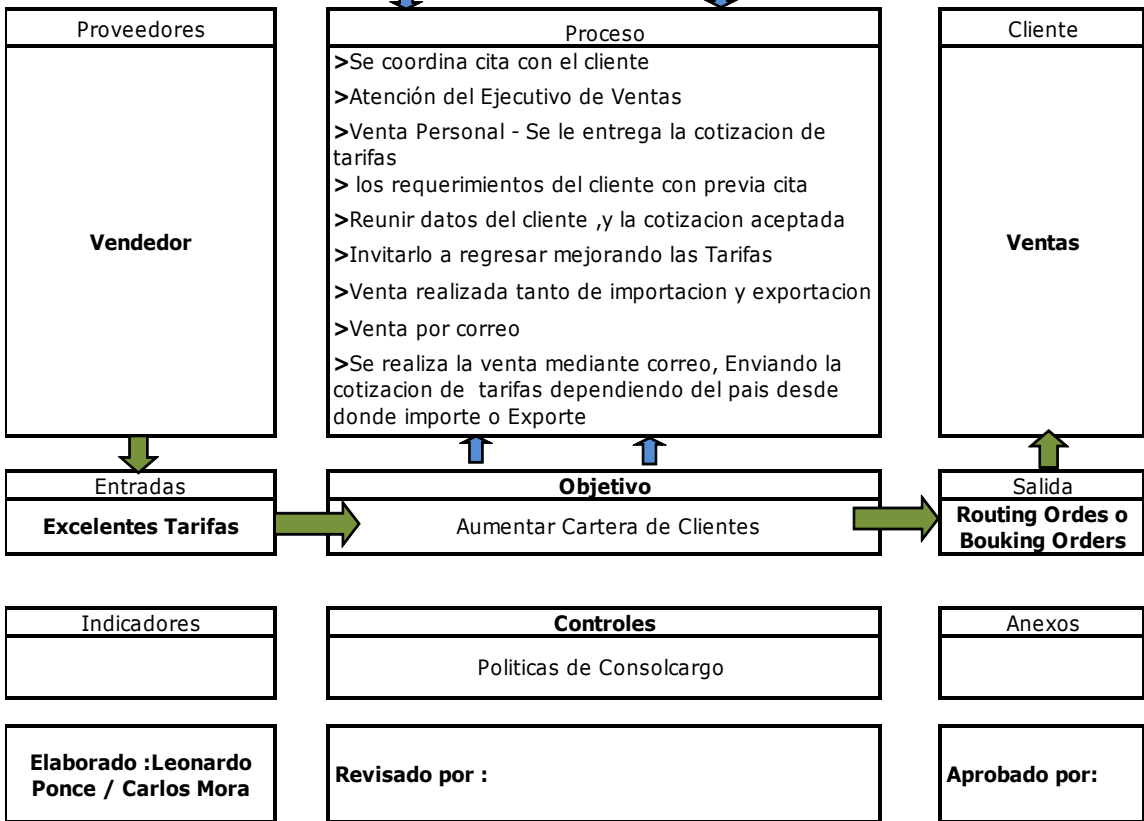 Proveedores
Vendedor
Proceso
>Se coordina cita con el cliente
>Atención del Ejecutivo de Ventas
>Venta Personal - Se le entrega la cotizacion de
tarifas
> los requerimientos del cliente con previa cita
>Reunir datos del cliente ,y la cotizacion aceptada
>Invitarlo a regresar mejorando las Tarifas
>Venta realizada tanto de importacion y exportacion
>Venta por correo
>Se realiza la venta mediante correo, Enviando la
cotizacion de tarifas dependiendo del pais desde
donde importe o Exporte
Cliente
Ventas
Entradas
Excelentes Tarifas
Objetivo
Aumentar Cartera de Clientes
Salida
Routing Ordes o
Bouking Orders
Indicadores
Controles
Politicas de Consolcargo
Anexos
Elaborado :Leonardo
Ponce / Carlos Mora
Revisado por :
Aprobado por: